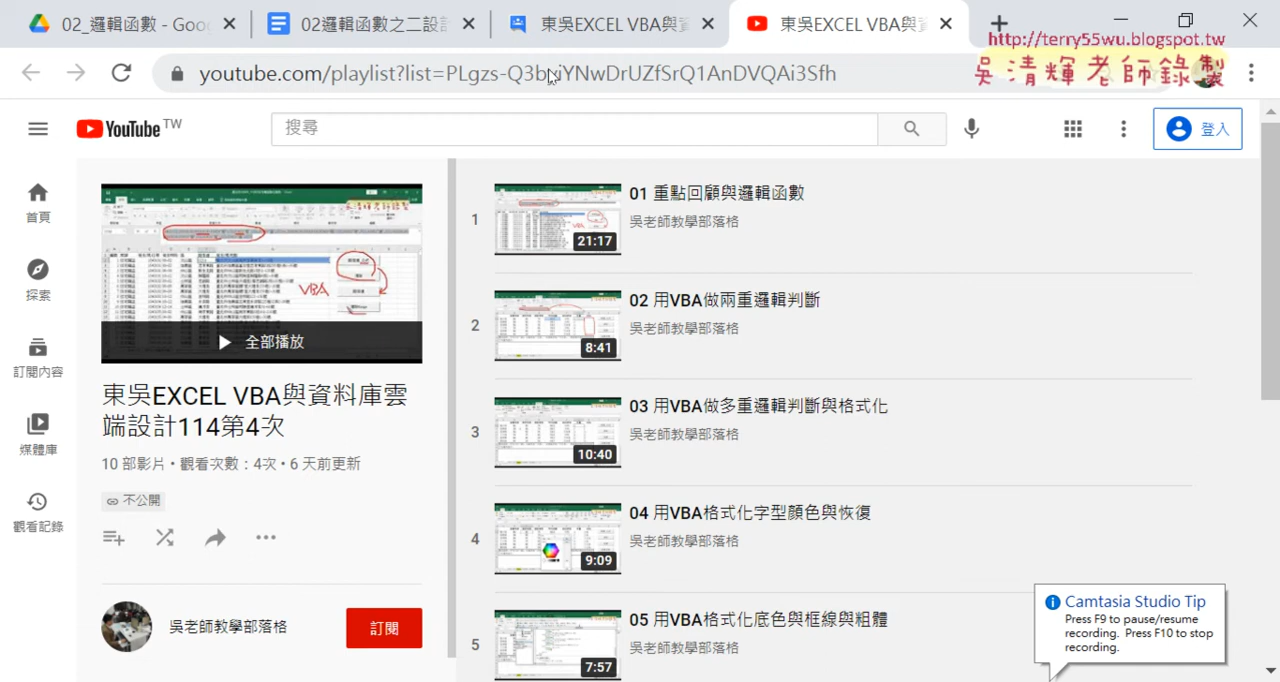 02_邏輯函數 - Goo
02邏輯函數之二設計
東吳EXCEL VBA與資
東吳EXCEL VBA與資
http://terry55wu.blogspot.tw
吳清輝老師錄製
youtube.com/playlist?list=PLgzs-Q3b
iYNwDrUZfSrQ1AnDVQAi3Sfh
YouTube TW
搜尋
登入
首頁
探索
訂閱內容
媒體庫
觀看記錄
VBA
全部播放
東吳EXCEL VBA與資料庫雲
端設計114第4次
10 部影片 • 觀看次數：4次 • 6 天前更新
不公開
吳老師教學部落格
訂閱
1
21:17
01 重點回顧與邏輯函數
吳老師教學部落格
2
8:41
02 用VBA做兩重邏輯判斷
吳老師教學部落格
3
10:40
03 用VBA做多重邏輯判斷與格式化
吳老師教學部落格
4
9:09
04 用VBA格式化字型顏色與恢復
吳老師教學部落格
5
7:57
05 用VBA格式化底色與框線與粗體
吳老師教學部落格
Camtasia Studio Tip
Press F9 to pause/resume
recording. Press F10 to stop
recording.